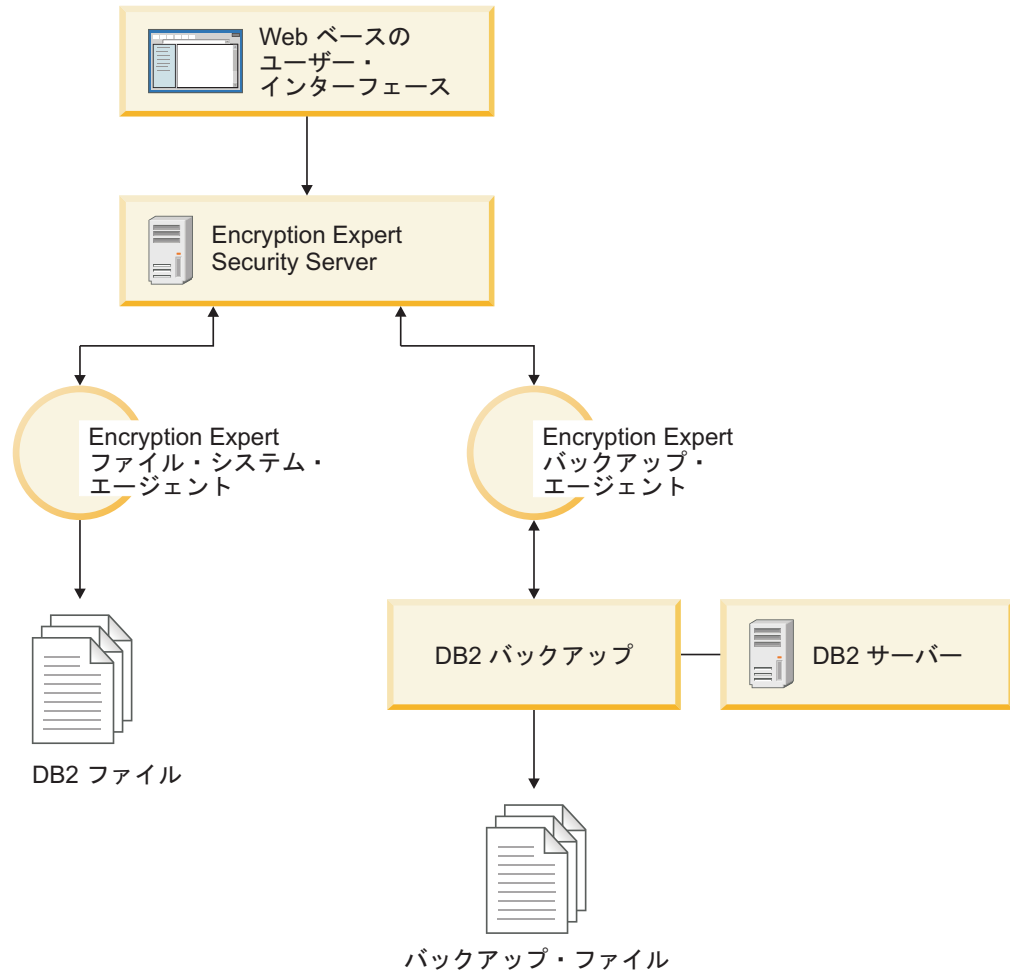 Web ベースの
ユーザー・
インターフェース
Encryption Expert
Security Server
Encryption Expert
ファイル・システム・
エージェント
Encryption Expert
バックアップ・
エージェント
DB2 バックアップ
DB2 サーバー
DB2 ファイル
バックアップ・ファイル